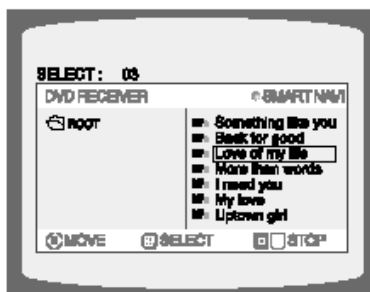 SELECT : 03
DVD RECEIVER SMART NAVI
ROOT
Something like you
Back for good
Love of my life
More than words
I need you
My love
Uptown girl
MOVE SELECT STOP